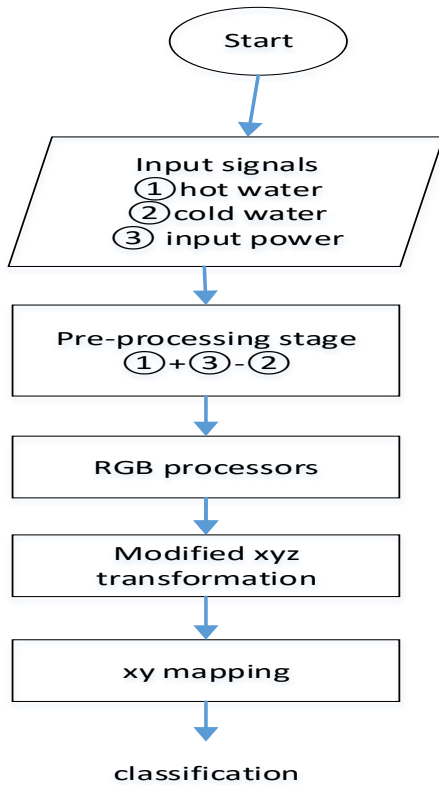 Start
Input signals
① hot water
② cold water
③ input power
Pre-processing stage
①+③-②
RGB processors
Modified xyz
transformation
xy mapping
classification